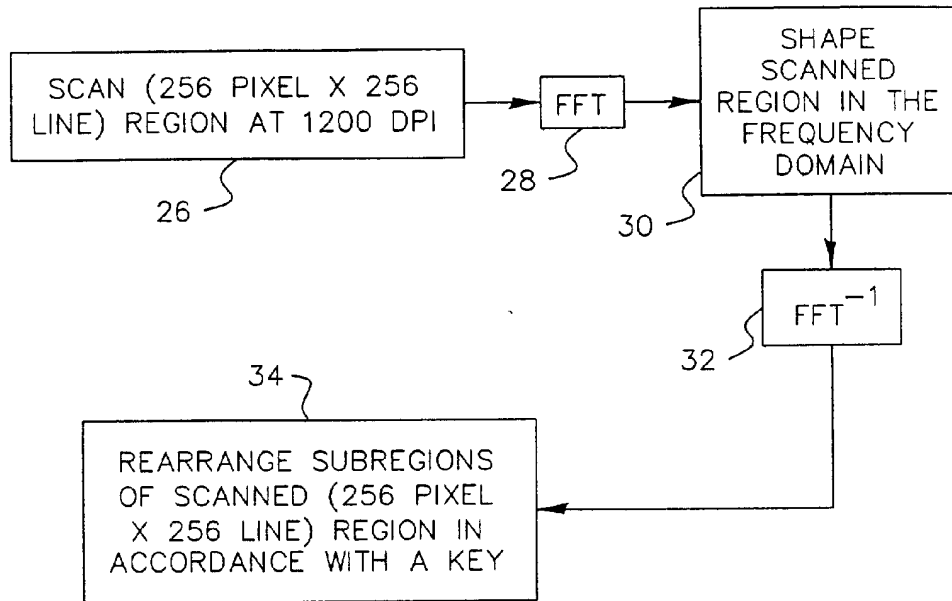 SCAN (256 PIXEL X 256
LINE) REGION AT 1200 DPI
26
FFT
28
SHAPE
SCANNED
REGION IN THE
FREQUENCY
DOMAIN
30
FFT⁻¹
32
34
REARRANGE SUBREGIONS
OF SCANNED (256 PIXEL
X 256 LINE) REGION IN
ACCORDANCE WITH A KEY